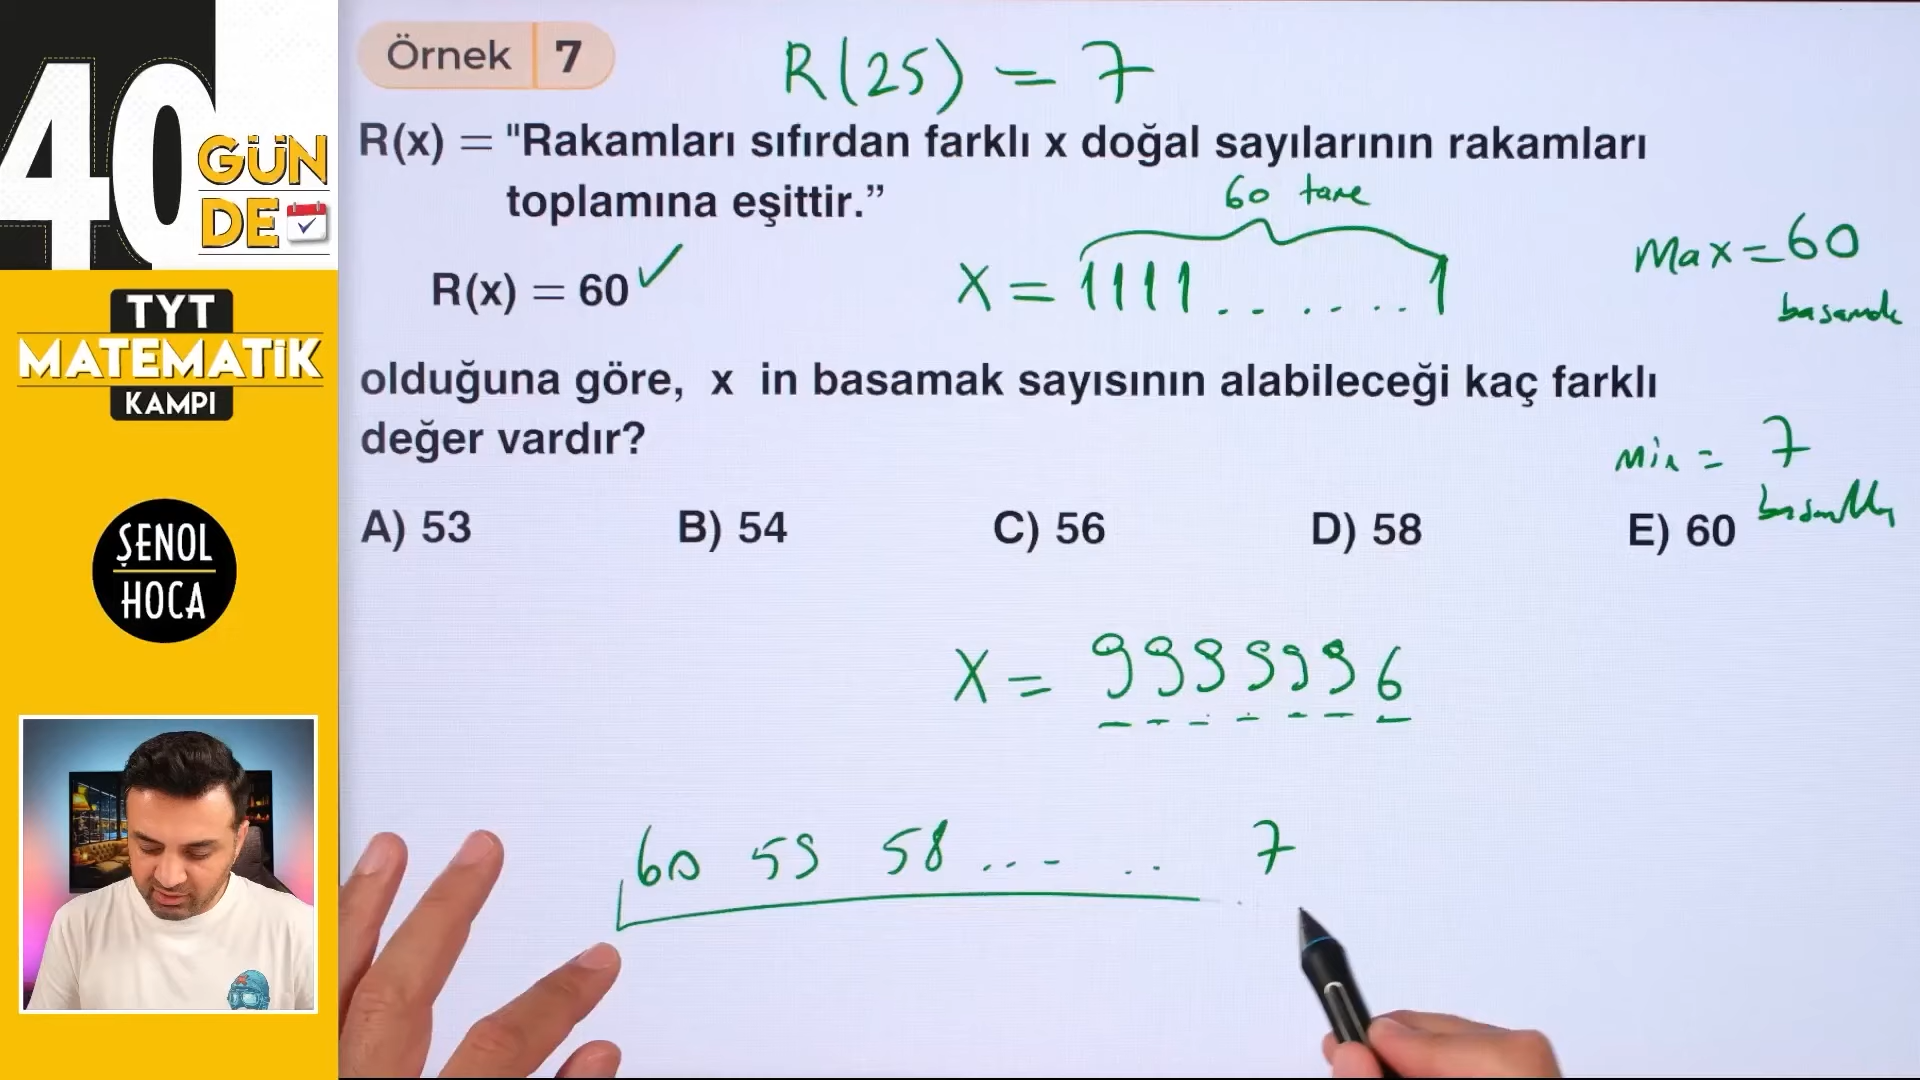 40
GÜN
DE
TYT
MATEMATİK
KAMPI
ŞENOL
HOCA
Örnek 7
R(25) = 7
R(x) = "Rakamları sıfırdan farklı x doğal sayılarının rakamları
toplamına eşittir.”
60 tane
R(x) = 60 ✓
X = 1111 . . . . . . 1
Max = 60
basamak
olduğuna göre, x in basamak sayısının alabileceği kaç farklı
değer vardır?
min = 7
basamaklı
A) 53 B) 54 C) 56 D) 58 E) 60
X = 9999996
60 59 58 ... - .. 7